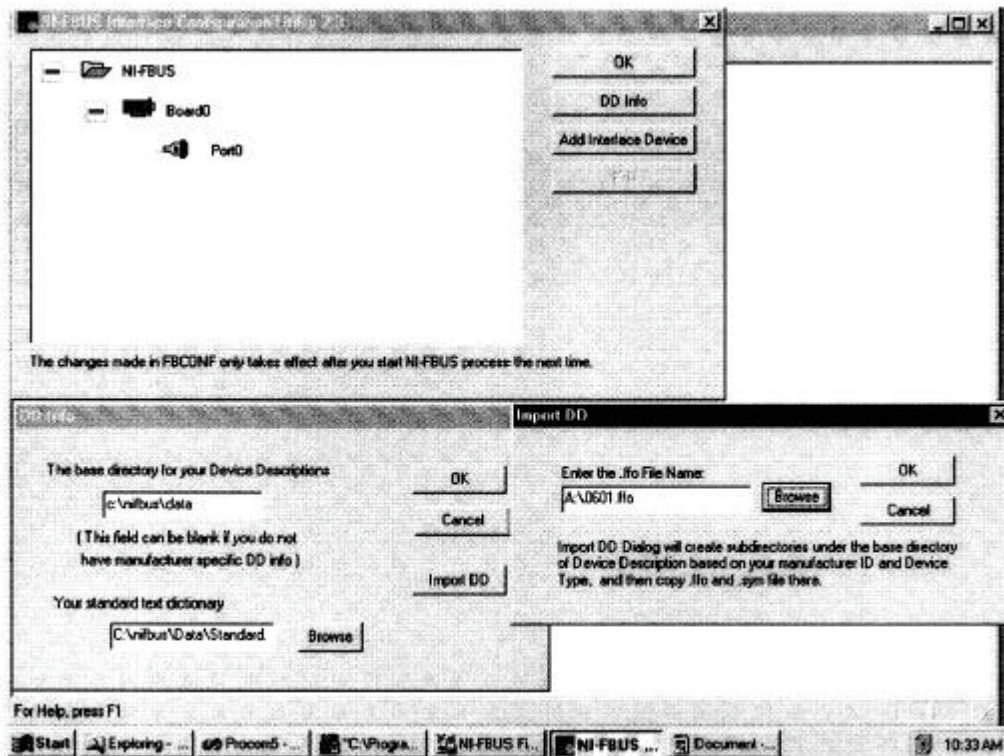 NI-FBUS Interface Configuration Utility 2.3
NI-FBUS
Board0
Port0
OK
DD Info
Add Interface Device
Edit
The changes made in FBCONF only takes effect after you start NI-FBUS process the next time.
DD Info
The base directory for your Device Descriptions
c:\nifbus\data
( This field can be blank if you do not
have manufacturer specific DD info )
Your standard text dictionary
C:\nifbus\Data\Standard.
Browse
OK
Cancel
Import DD
Import DD
Enter the .ffo File Name:
A:\0601.ffo
Browse
OK
Cancel
Import DD Dialog will create subdirectories under the base directory
of Device Description based on your manufacturer ID and Device
Type, and then copy .ffo and .sym file there.
For Help, press F1
Start
Exploring - ...
Procom5 - ...
"C:\Progra...
NI-FBUS Fi...
NI-FBUS ...
Document - ...
10:33 AM